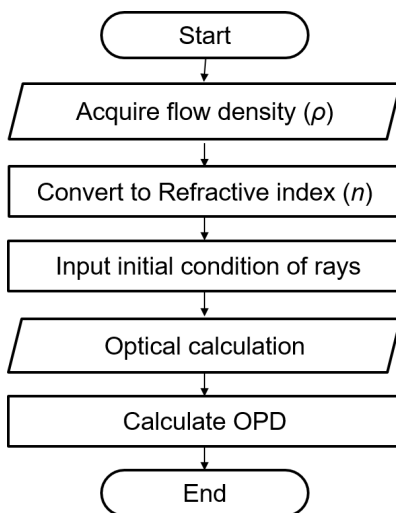 Start
Acquire flow density (ρ)
Convert to Refractive index (n)
Input initial condition of rays
Optical calculation
Calculate OPD
End